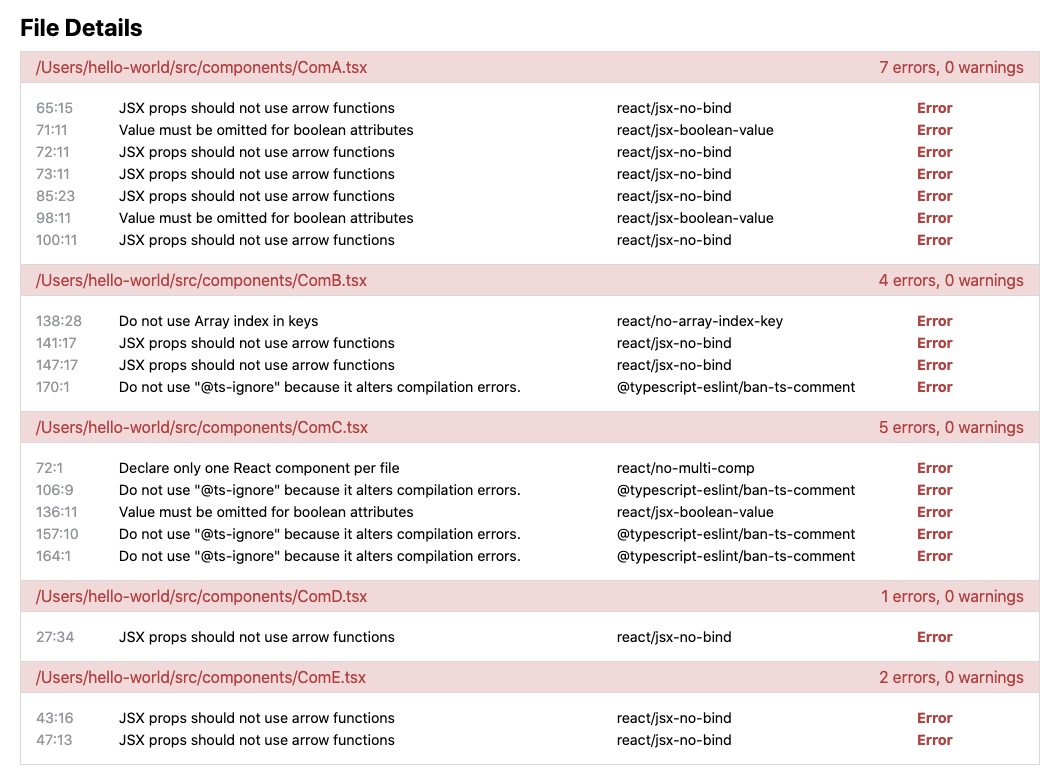 File Details
/Users/hello-world/src/components/ComA.tsx 7 errors, 0 warnings
65:15 JSX props should not use arrow functions react/jsx-no-bind Error
71:11 Value must be omitted for boolean attributes react/jsx-boolean-value Error
72:11 JSX props should not use arrow functions react/jsx-no-bind Error
73:11 JSX props should not use arrow functions react/jsx-no-bind Error
85:23 JSX props should not use arrow functions react/jsx-no-bind Error
98:11 Value must be omitted for boolean attributes react/jsx-boolean-value Error
100:11 JSX props should not use arrow functions react/jsx-no-bind Error
/Users/hello-world/src/components/ComB.tsx 4 errors, 0 warnings
138:28 Do not use Array index in keys react/no-array-index-key Error
141:17 JSX props should not use arrow functions react/jsx-no-bind Error
147:17 JSX props should not use arrow functions react/jsx-no-bind Error
170:1 Do not use "@ts-ignore" because it alters compilation errors. @typescript-eslint/ban-ts-comment Error
/Users/hello-world/src/components/ComC.tsx 5 errors, 0 warnings
72:1 Declare only one React component per file react/no-multi-comp Error
106:9 Do not use "@ts-ignore" because it alters compilation errors. @typescript-eslint/ban-ts-comment Error
136:11 Value must be omitted for boolean attributes react/jsx-boolean-value Error
157:10 Do not use "@ts-ignore" because it alters compilation errors. @typescript-eslint/ban-ts-comment Error
164:1 Do not use "@ts-ignore" because it alters compilation errors. @typescript-eslint/ban-ts-comment Error
/Users/hello-world/src/components/ComD.tsx 1 errors, 0 warnings
27:34 JSX props should not use arrow functions react/jsx-no-bind Error
/Users/hello-world/src/components/ComE.tsx 2 errors, 0 warnings
43:16 JSX props should not use arrow functions react/jsx-no-bind Error
47:13 JSX props should not use arrow functions react/jsx-no-bind Error